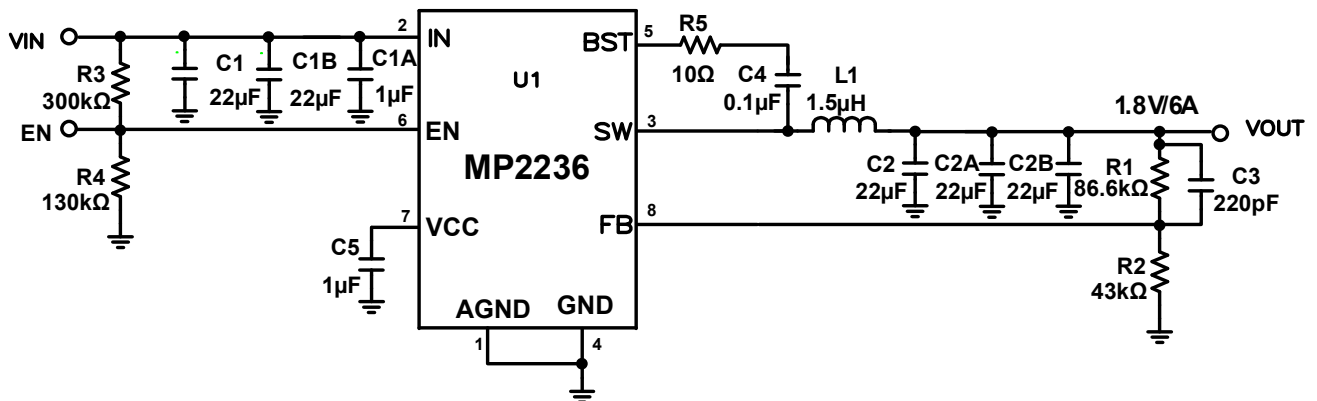 VIN
R3
300kΩ
EN
R4
130kΩ
C1
22µF
C1B
22µF
C1A
1µF
2
IN
6
EN
7
VCC
C5
1µF
U1
MP2236
BST
5
SW
3
FB
8
AGND
1
GND
4
R5
10Ω
C4
0.1µF
L1
1.5µH
C2
22µF
C2A
22µF
C2B
22µF
1.8V/6A
VOUT
R1
86.6kΩ
C3
220pF
R2
43kΩ